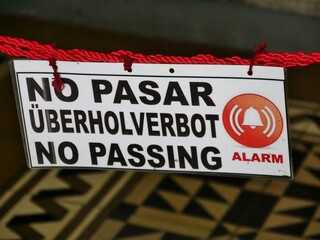 NO PASAR
ÜBERHOLVERBOT
NO PASSING
ALARM